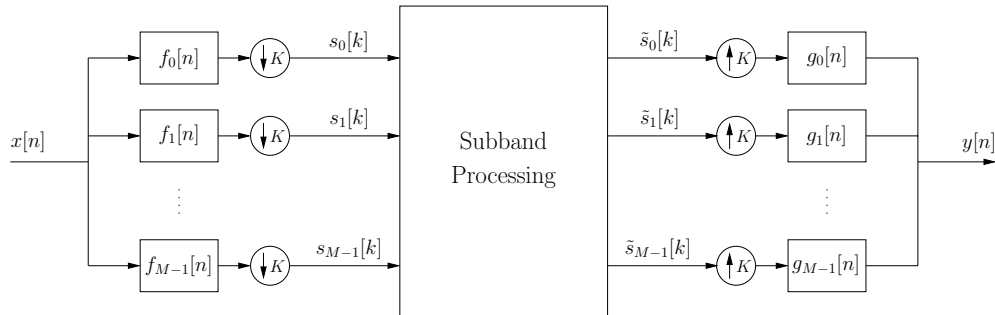 f_0[n] ↓K s_0[k] s̃_0[k] ↑K g_0[n]
x[n] f_1[n] ↓K s_1[k] Subband Processing s̃_1[k] ↑K g_1[n] y[n]
f_{M−1}[n] ↓K s_{M−1}[k] s̃_{M−1}[k] ↑K g_{M−1}[n]